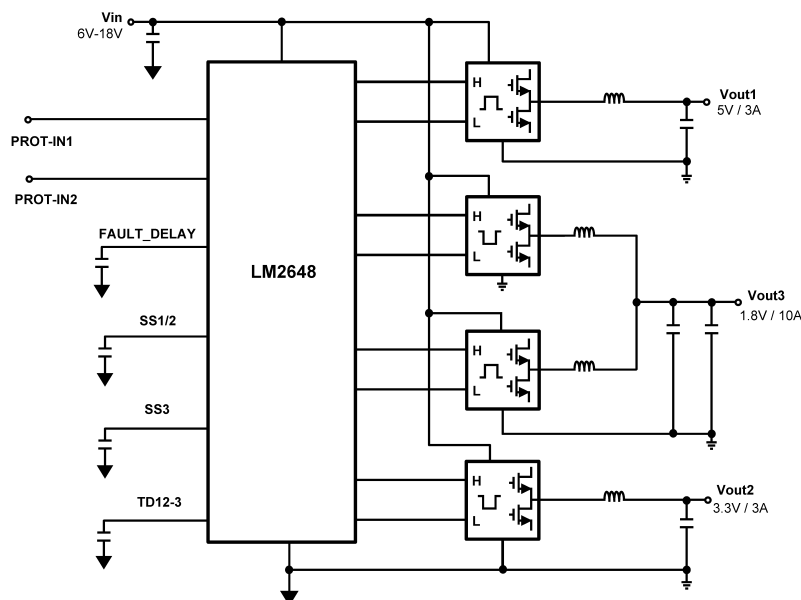 Vin
6V-18V
PROT-IN1
PROT-IN2
FAULT_DELAY
SS1/2
SS3
TD12-3
LM2648
H
L
Vout1
5V / 3A
H
L
H
L
Vout3
1.8V / 10A
H
L
Vout2
3.3V / 3A